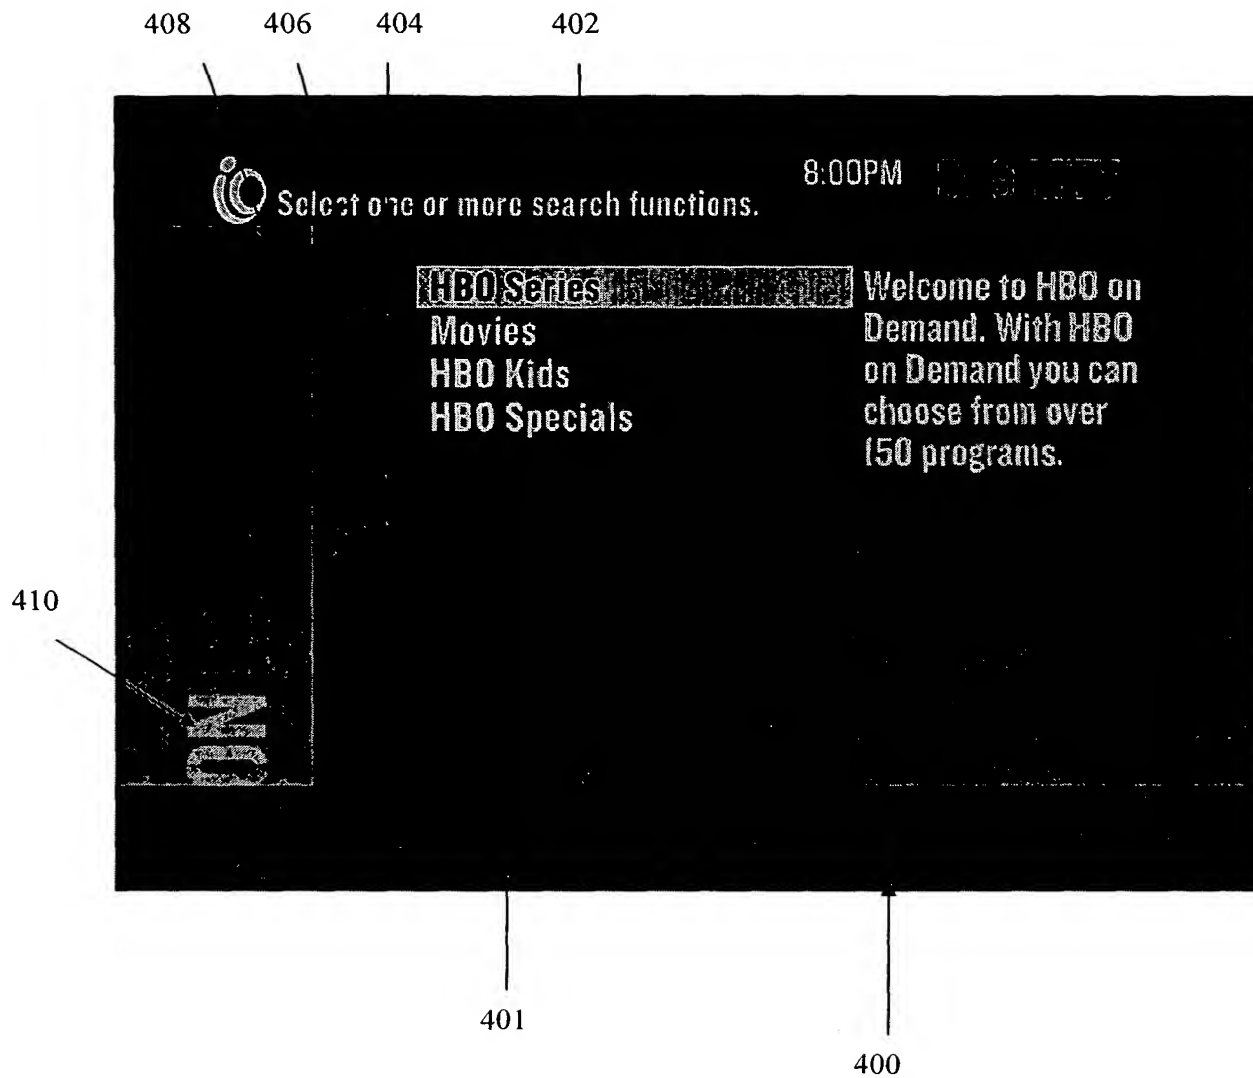 408 406 404 402
8:00PM
Select one or more search functions.
HBO Series
Movies
HBO Kids
HBO Specials
Welcome to HBO on
Demand. With HBO
on Demand you can
choose from over
150 programs.
410
ON
401
400